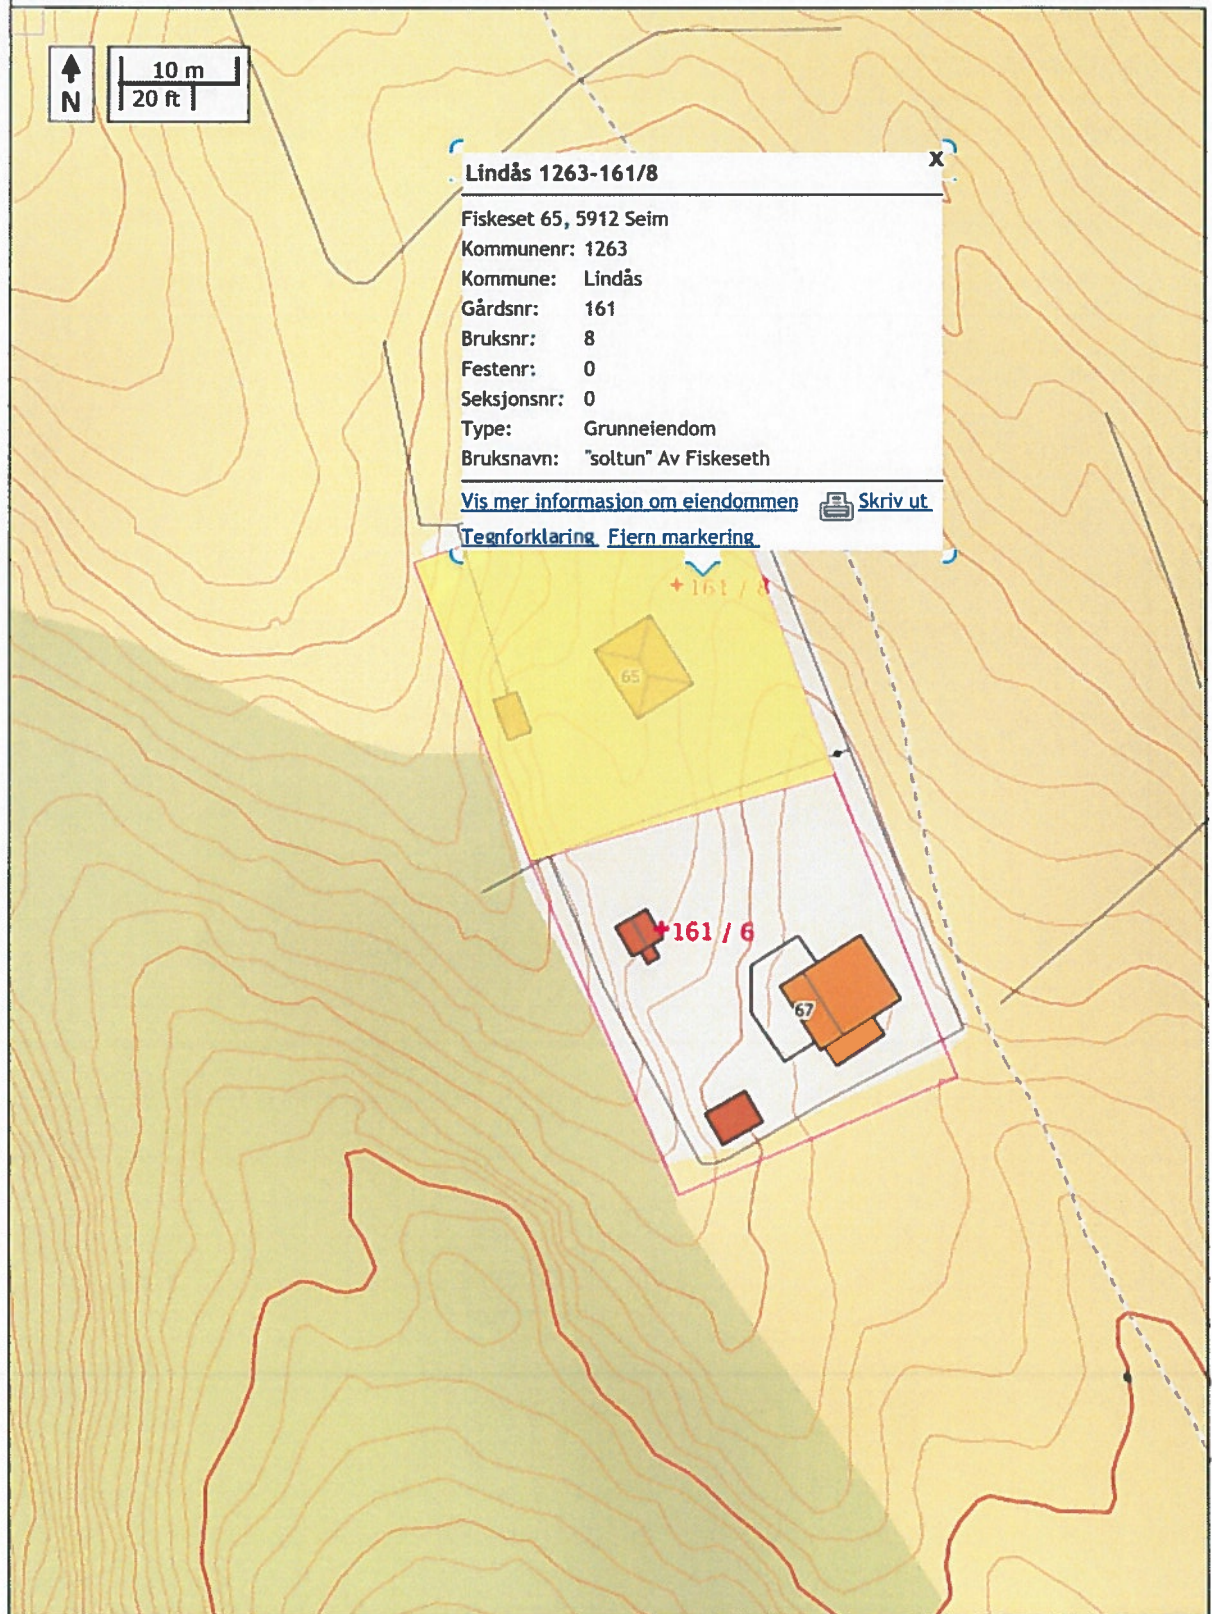 10 m
20 ft
N
Lindås 1263-161/8
X
Fiskeset 65, 5912 Seim
Kommunenr: 1263
Kommune: Lindås
Gårdsnr: 161
Bruksnr: 8
Festenr: 0
Seksjonsnr: 0
Type: Grunneiendom
Bruksnavn: "soltun" Av Fiskeseth
Vis mer informasjon om eiendommen Skriv ut
Tegnforklaring Fjern markering
161 / 8
65
161 / 6
67